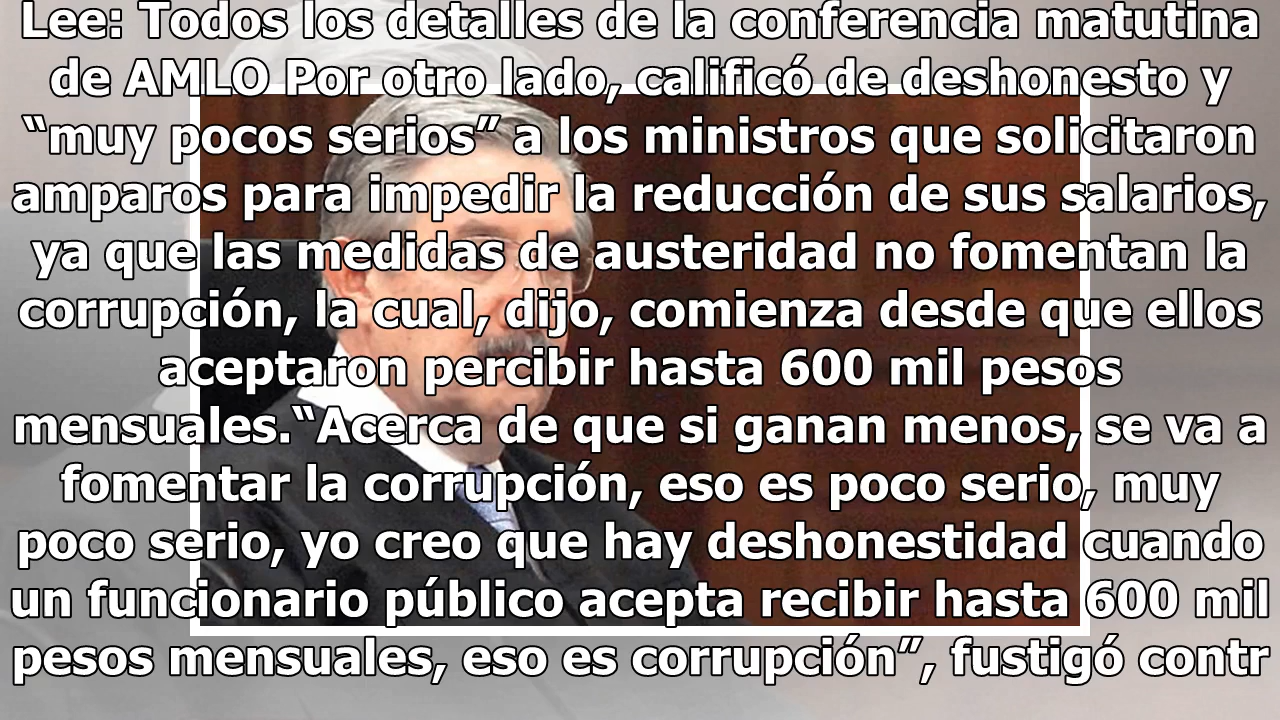 Lee: Todos los detalles de la conferencia matutina
de AMLO Por otro lado, calificó de deshonesto y
“muy pocos serios” a los ministros que solicitaron
amparos para impedir la reducción de sus salarios,
ya que las medidas de austeridad no fomentan la
corrupción, la cual, dijo, comienza desde que ellos
aceptaron percibir hasta 600 mil pesos
mensuales.“Acerca de que si ganan menos, se va a
fomentar la corrupción, eso es poco serio, muy
poco serio, yo creo que hay deshonestidad cuando
un funcionario público acepta recibir hasta 600 mil
pesos mensuales, eso es corrupción”, fustigó contr